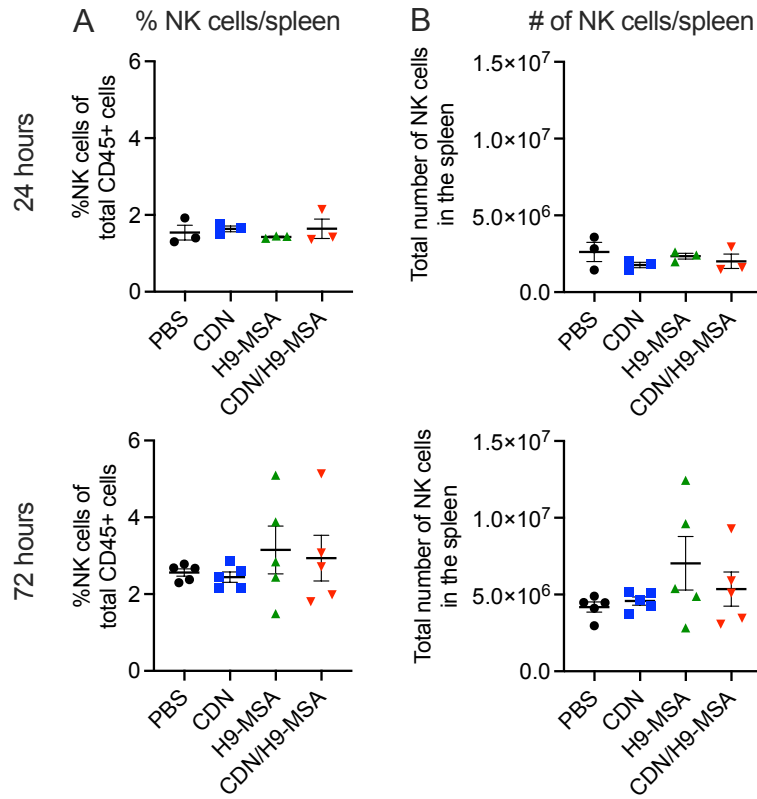 A % NK cells/spleen
24 hours
%NK cells of
total CD45+ cells
6
4
2
0
PBS
CDN
H9-MSA
CDN/H9-MSA
B # of NK cells/spleen
Total number of NK cells
in the spleen
1.5×10⁷
1.0×10⁷
5.0×10⁶
0.0
PBS
CDN
H9-MSA
CDN/H9-MSA
72 hours
%NK cells of
total CD45+ cells
6
4
2
0
PBS
CDN
H9-MSA
CDN/H9-MSA
Total number of NK cells
in the spleen
1.5×10⁷
1.0×10⁷
5.0×10⁶
0.0
PBS
CDN
H9-MSA
CDN/H9-MSA